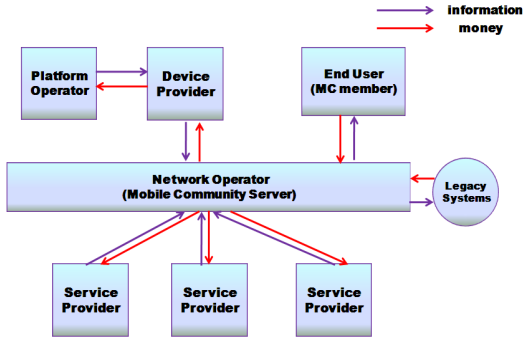 information
money
Platform
Operator
Device
Provider
End User
(MC member)
Network Operator
(Mobile Community Server)
Legacy
Systems
Service
Provider
Service
Provider
Service
Provider